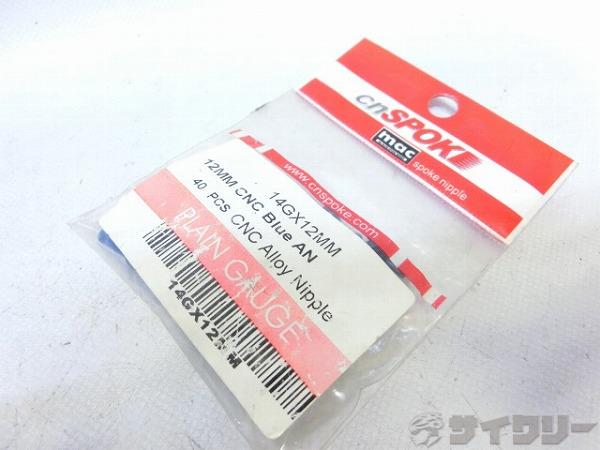 cnSPOKE
mac
spoke nipple
www.cnspoke.com
14GX12MM
12MM CNC Blue AN
40 PCS CNC Alloy Nipple
PLAIN GAUGE
14GX12MM
サイクリー